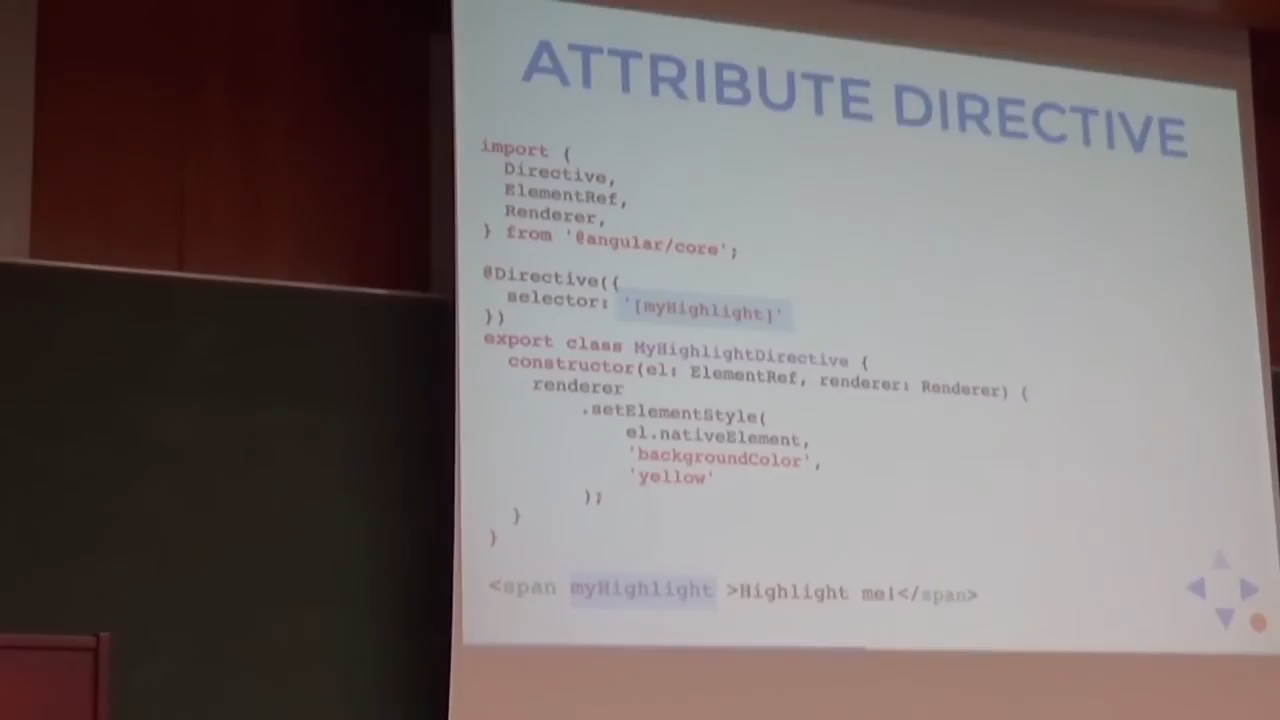 ATTRIBUTE DIRECTIVE
import {
  Directive,
  ElementRef,
  Renderer,
} from '@angular/core';
@Directive({
  selector: '[myHighlight]'
})
export class MyHighlightDirective {
  constructor(el: ElementRef, renderer: Renderer) {
    renderer
        .setElementStyle(
            el.nativeElement,
            'backgroundColor',
            'yellow'
        );
  }
}
<span myHighlight >Highlight me!</span>